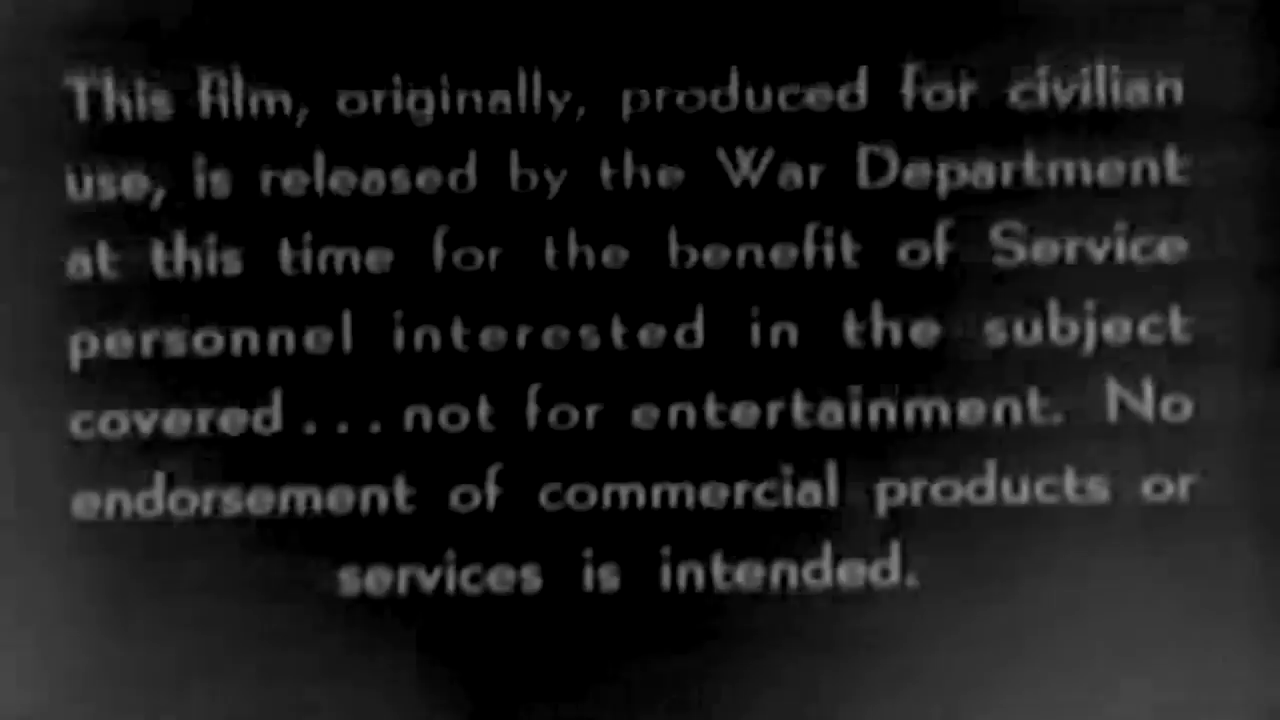 This film, originally, produced for civilian
use, is released by the War Department
at this time for the benefit of Service
personnel interested in the subject
covered... not for entertainment. No
endorsement of commercial products or
services is intended.